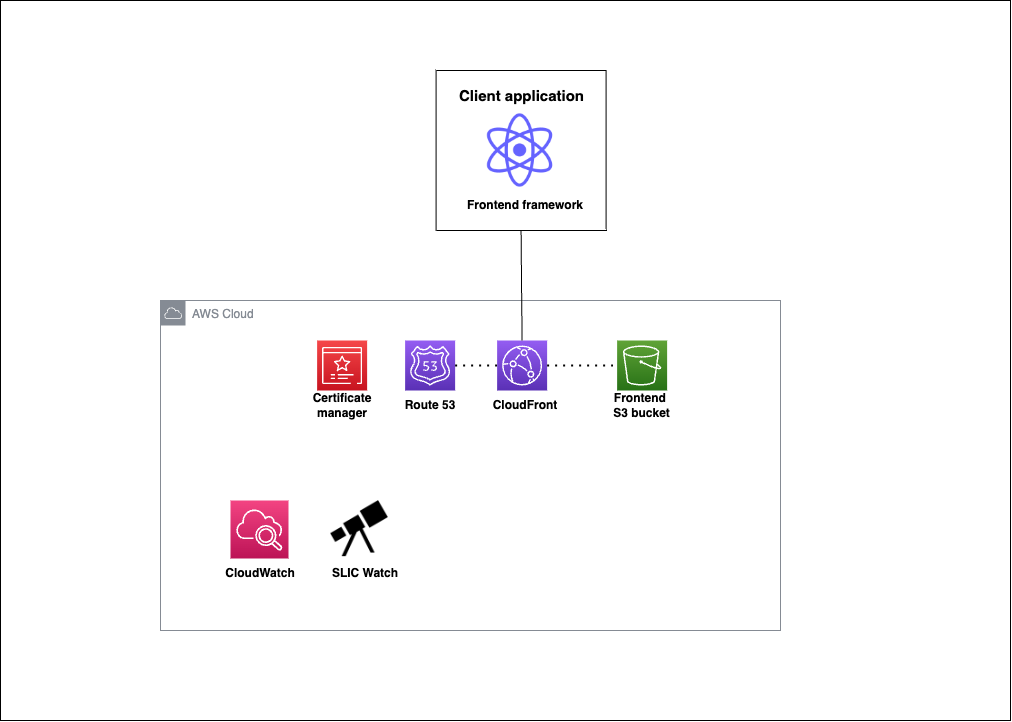 Client application
Frontend framework
AWS Cloud
53
Certificate
manager
Route 53
CloudFront
Frontend
S3 bucket
CloudWatch
SLIC Watch